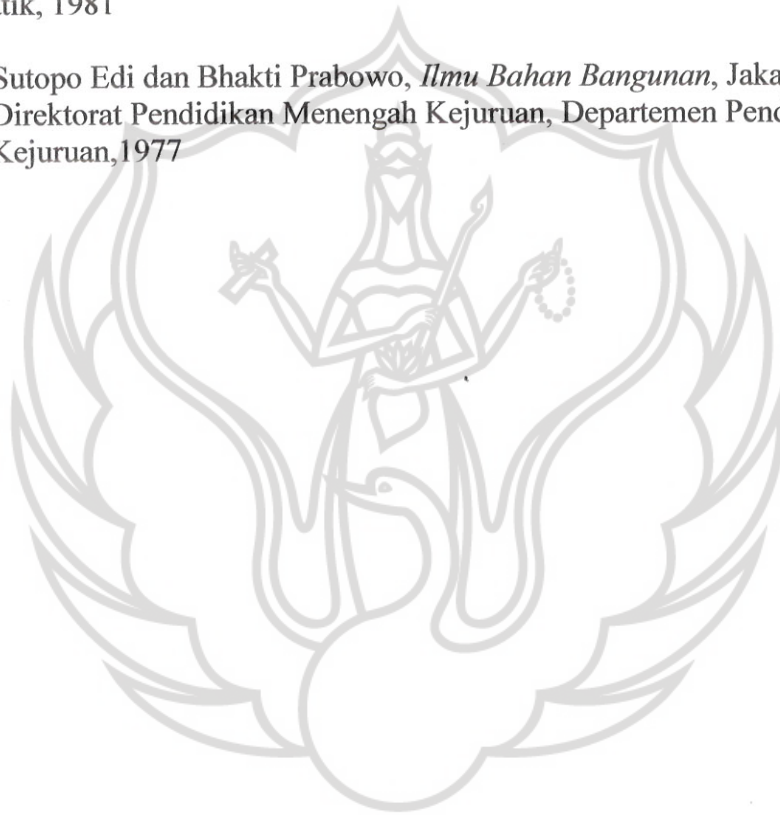 tik, 1981
Sutopo Edi dan Bhakti Prabowo, Ilmu Bahan Bangunan, Jaka
Direktorat Pendidikan Menengah Kejuruan, Departemen Pend
Kejuruan,1977